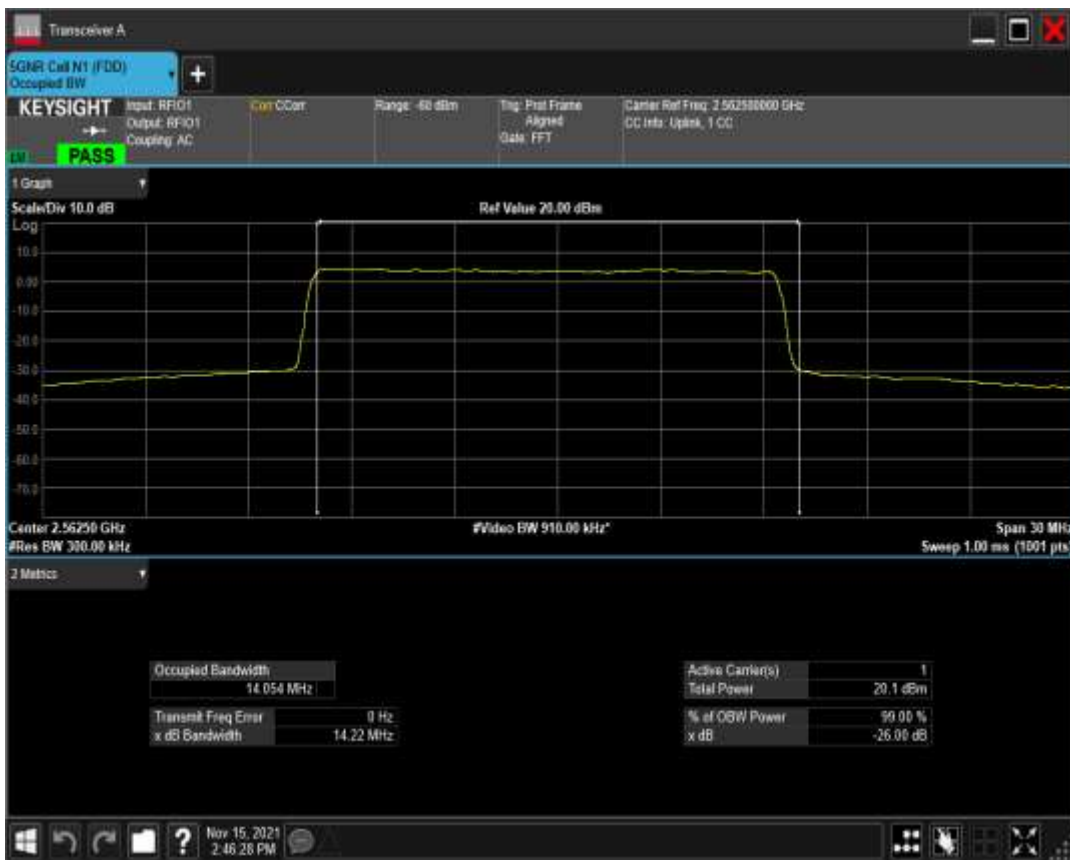 Transceiver A
5GNR Cell N1 (FDD)
Occupied BW
+
KEYSIGHT
Input: RFIO1
Output: RFIO1
Coupling: AC
Corr CCorr
Range: -60 dBm
Trig: Prot Frame
Aligned
Gate: FFT
Carrier Ref Freq: 2.562500000 GHz
CC Info: Uplink, 1 CC
PASS
1 Graph
Scale/Div 10.0 dB
Ref Value 20.00 dBm
Log
10.0
0.00
-10.0
-20.0
-30.0
-40.0
-50.0
-60.0
-70.0
Center 2.56250 GHz
#Video BW 910.00 kHz*
Span 30 MHz
#Res BW 300.00 kHz
Sweep 1.00 ms (1001 pts)
2 Metrics
Occupied Bandwidth
14.054 MHz
Transmit Freq Error 0 Hz
x dB Bandwidth 14.22 MHz
Active Carrier(s) 1
Total Power 20.1 dBm
% of OBW Power 99.00 %
x dB -26.00 dB
?
Nov 15, 2021
2:46:28 PM